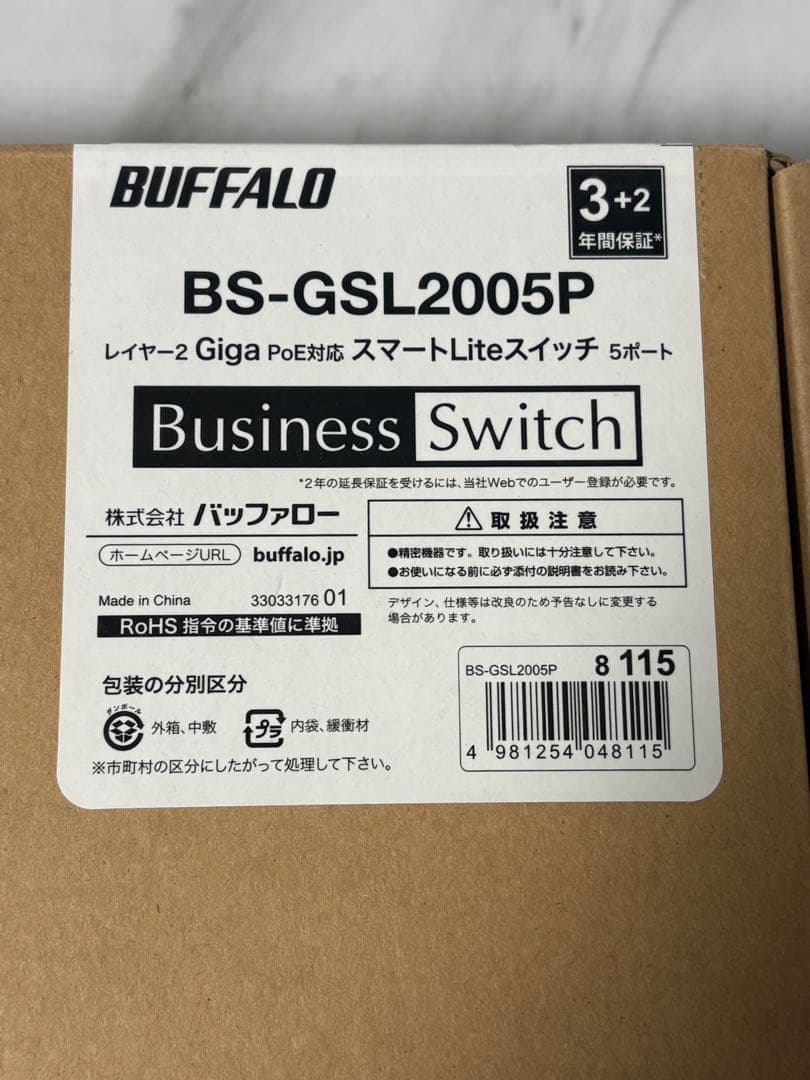 BUFFALO
3+2
年間保証*
BS-GSL2005P
レイヤー2 Giga PoE対応 スマートLiteスイッチ 5ポート
Business Switch
*2年の延長保証を受けるには、当社Webでのユーザー登録が必要です。
株式会社 バッファロー
ホームページURL buffalo.jp
Made in China 33033176 01
RoHS 指令の基準値に準拠
⚠ 取扱注意
●精密機器です。取り扱いには十分注意して下さい。
●お使いになる前に必ず添付の説明書をお読み下さい。
デザイン、仕様等は改良のため予告なしに変更する
場合があります。
包装の分別区分
ダンボール
外箱、中敷
プラ
内袋、緩衝材
※市町村の区分にしたがって処理して下さい。
BS-GSL2005P 8 115
4 981254 048115